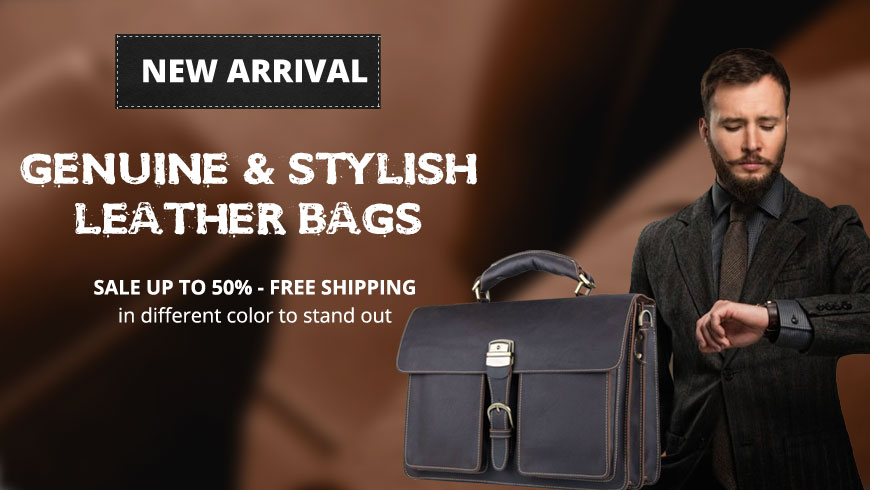 NEW ARRIVAL
GENUINE & STYLISH
LEATHER BAGS
SALE UP TO 50% - FREE SHIPPING
in different color to stand out